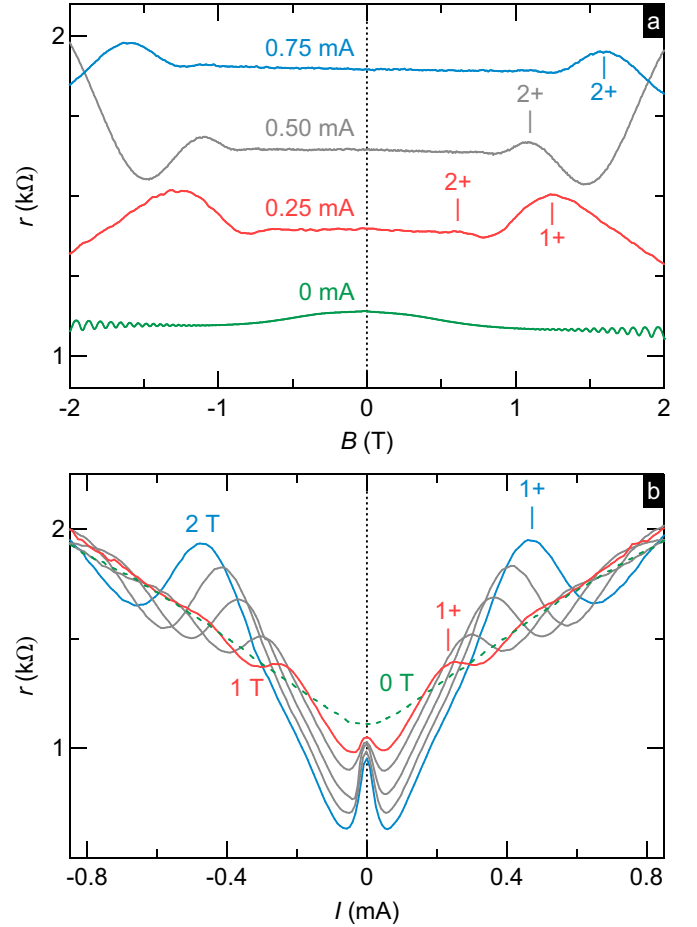 a
2
0.75 mA
2+
2+
0.50 mA
r (kΩ)
2+
0.25 mA
1+
0 mA
1
-2
-1
0
1
2
B (T)
b
1+
2
2 T
r (kΩ)
1+
1 T
0 T
1
-0.8
-0.4
0
0.4
0.8
I (mA)